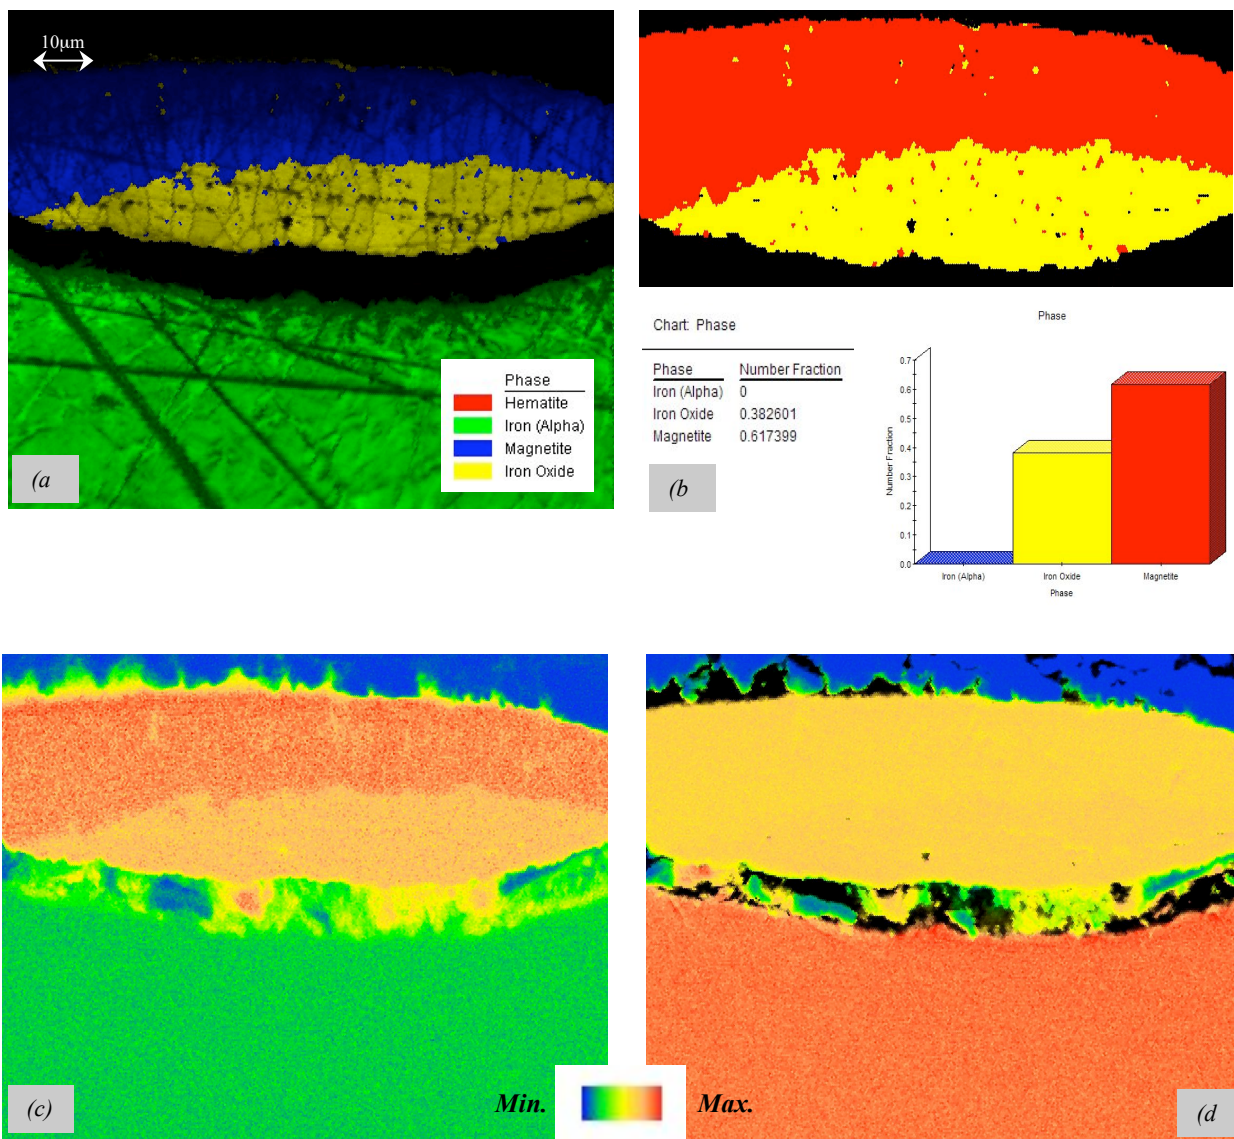 10µm
Phase
Hematite
Iron (Alpha)
Magnetite
Iron Oxide
(a
Chart: Phase
Phase Number Fraction
Iron (Alpha) 0
Iron Oxide 0.382601
Magnetite 0.617399
(b
Phase
Number Fraction
0.7
0.6
0.5
0.4
0.3
0.2
0.1
0.0
Iron (Alpha) Iron Oxide Magnetite
Phase
(c)
Min. Max.
(d